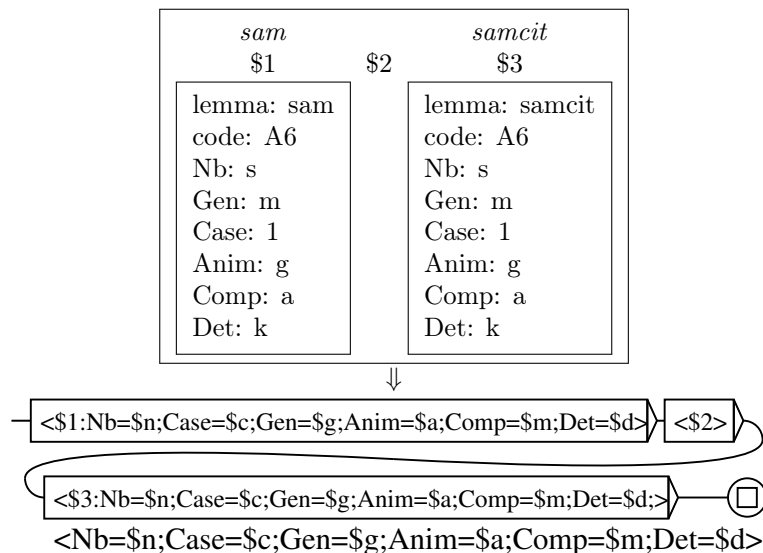 sam samcit
$1 $2 $3
lemma: sam lemma: samcit
code: A6 code: A6
Nb: s Nb: s
Gen: m Gen: m
Case: 1 Case: 1
Anim: g Anim: g
Comp: a Comp: a
Det: k Det: k
⇓
<$1:Nb=$n;Case=$c;Gen=$g;Anim=$a;Comp=$m;Det=$d> <$2>
<$3:Nb=$n;Case=$c;Gen=$g;Anim=$a;Comp=$m;Det=$d;>
<Nb=$n;Case=$c;Gen=$g;Anim=$a;Comp=$m;Det=$d>